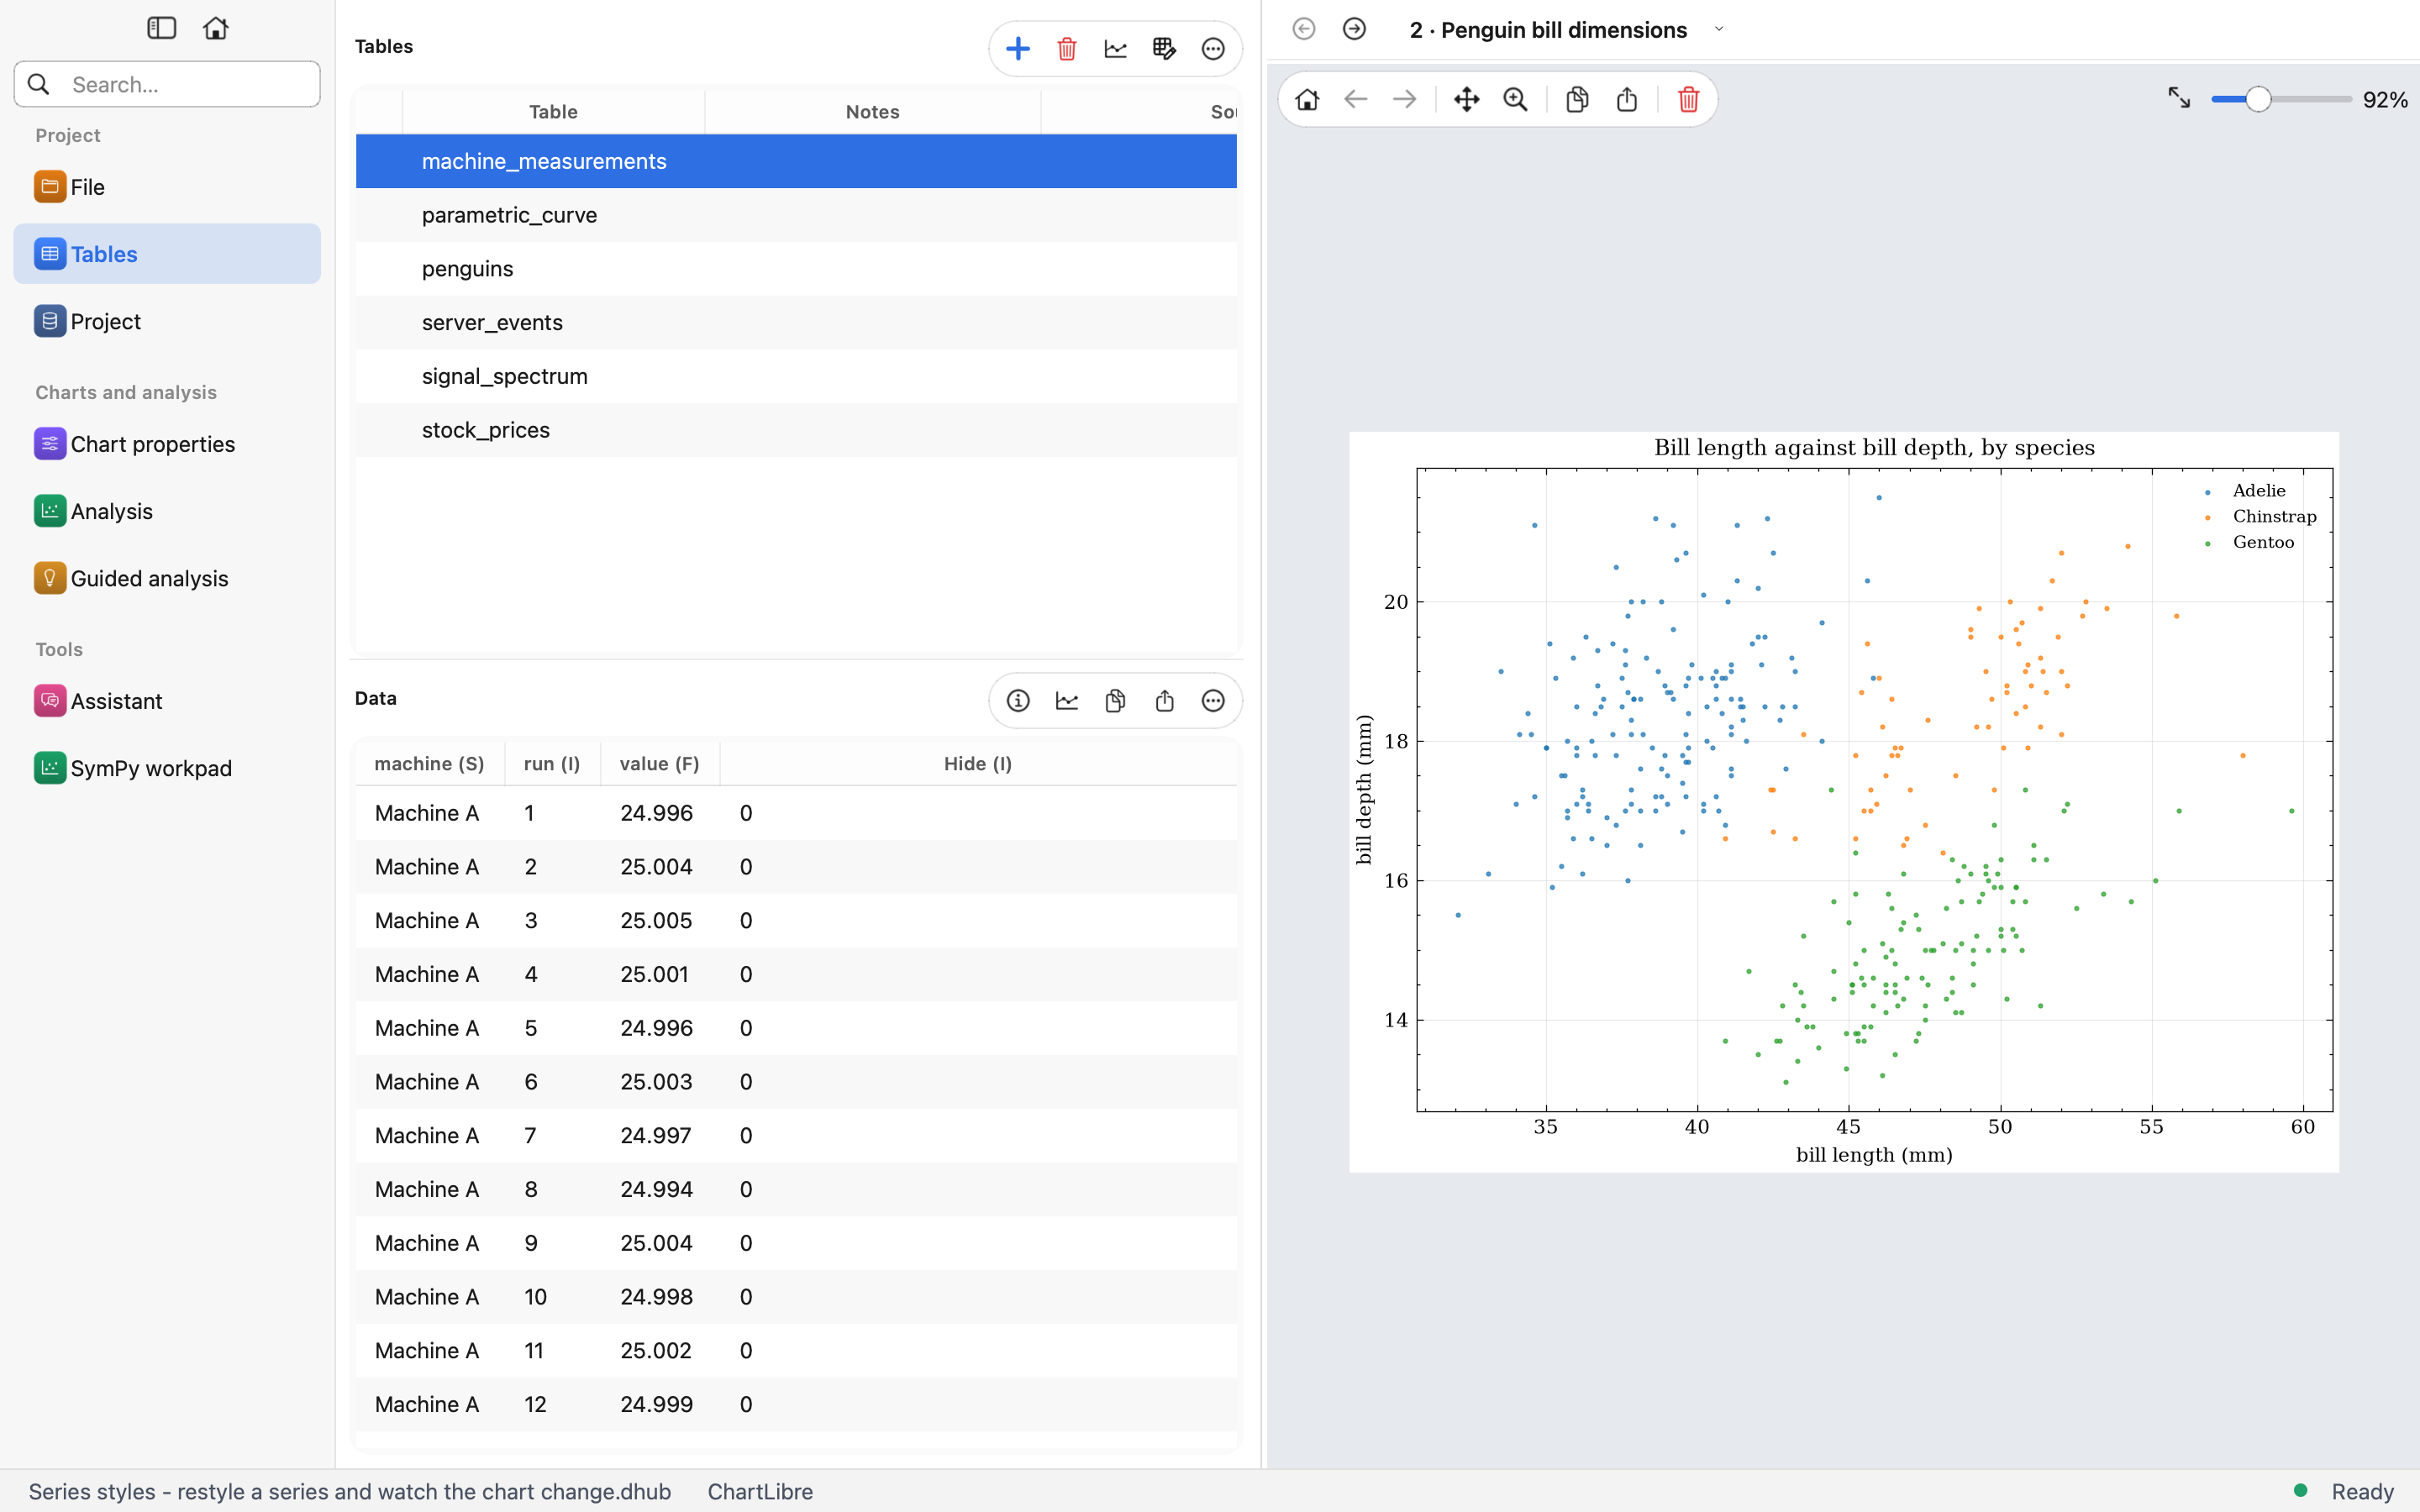 Search...
Project
File
Tables
Project
Charts and analysis
Chart properties
Analysis
Guided analysis
Tools
Assistant
SymPy workpad
Tables
Table Notes Sou
machine_measurements
parametric_curve
penguins
server_events
signal_spectrum
stock_prices
Data
machine (S) run (I) value (F) Hide (I)
Machine A 1 24.996 0
Machine A 2 25.004 0
Machine A 3 25.005 0
Machine A 4 25.001 0
Machine A 5 24.996 0
Machine A 6 25.003 0
Machine A 7 24.997 0
Machine A 8 24.994 0
Machine A 9 25.004 0
Machine A 10 24.998 0
Machine A 11 25.002 0
Machine A 12 24.999 0
2 · Penguin bill dimensions
92%
Bill length against bill depth, by species
Adelie
Chinstrap
Gentoo
bill depth (mm)
20
18
16
14
35 40 45 50 55 60
bill length (mm)
Series styles - restyle a series and watch the chart change.dhub ChartLibre
Ready